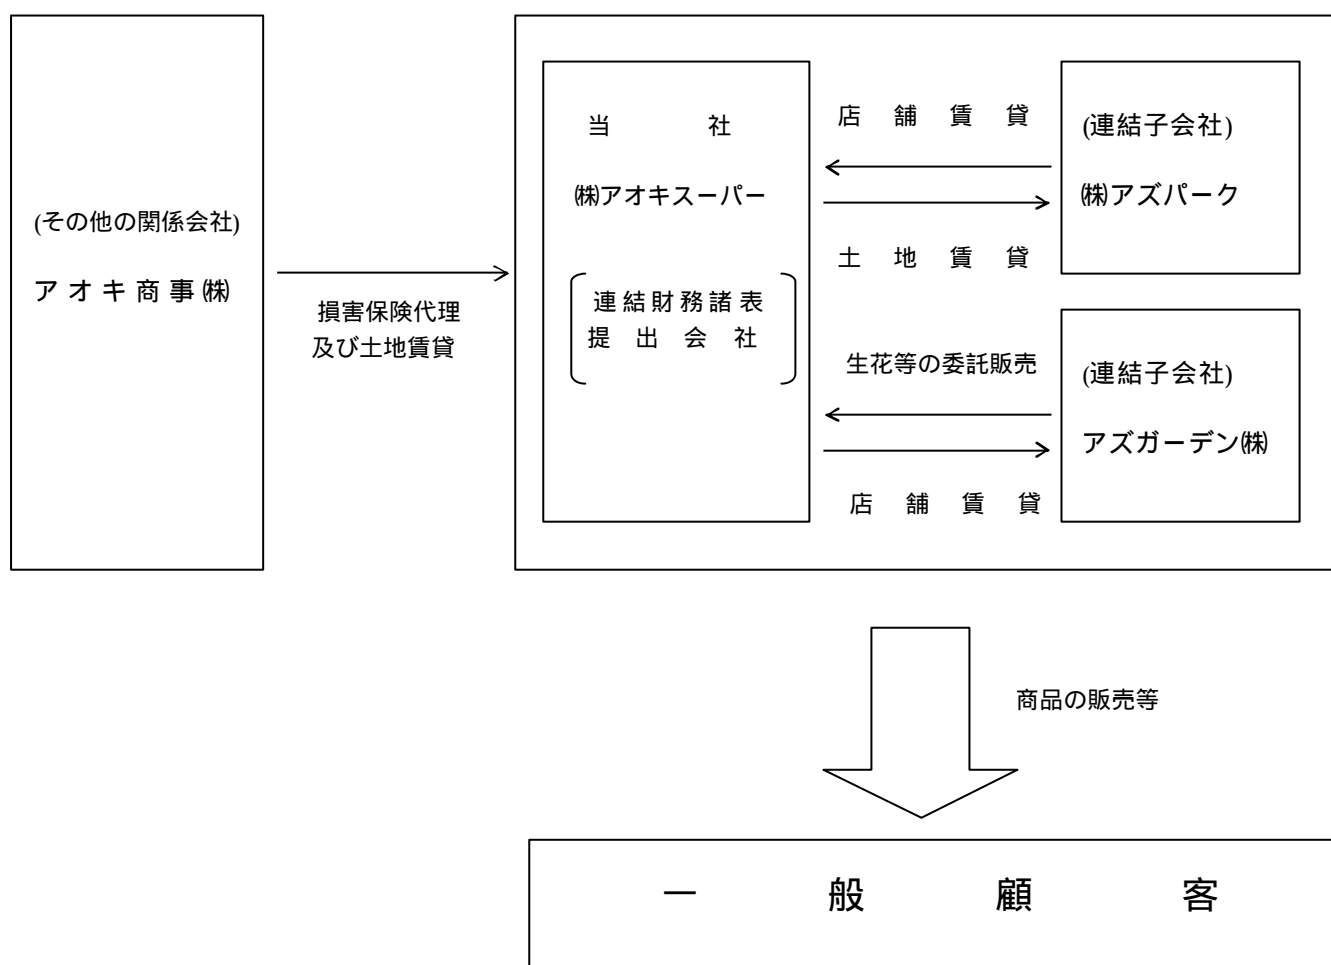 (その他の関係会社)
アオキ商事㈱
損害保険代理
及び土地賃貸
当社
㈱アオキスーパー
連結財務諸表
提出会社
店舗賃貸
土地賃貸
(連結子会社)
㈱アズパーク
生花等の委託販売
店舗賃貸
(連結子会社)
アズガーデン㈱
商品の販売等
一般顧客